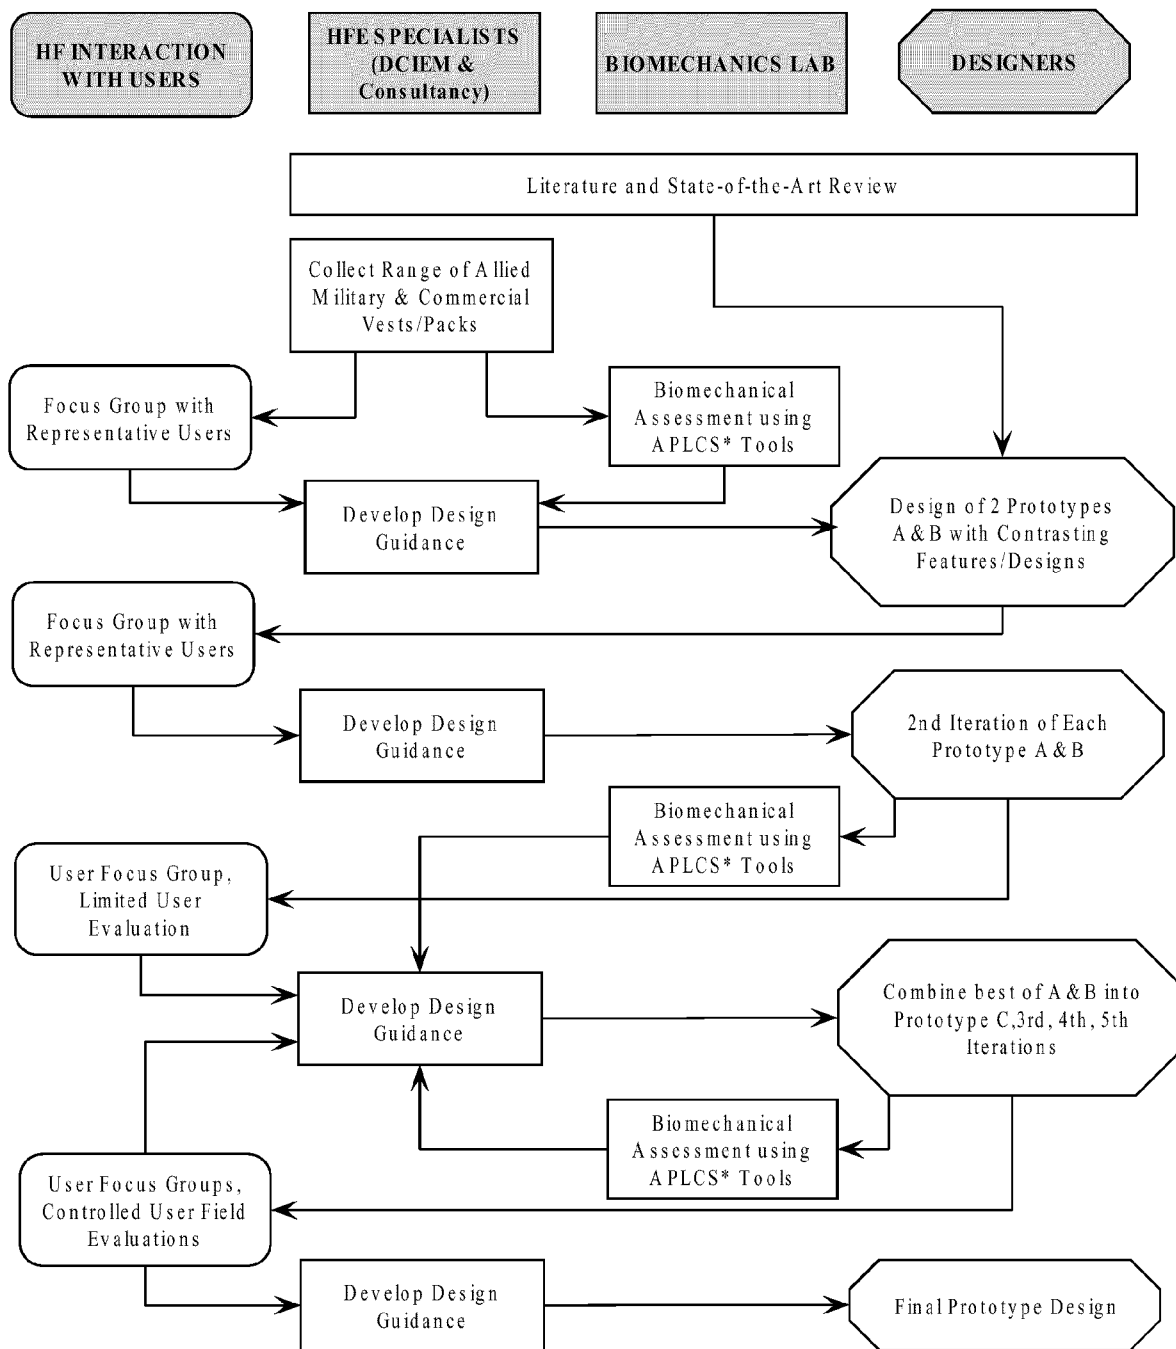 HF INTERACTION
WITH USERS
HFE SPECIALISTS
(DCIEM &
Consultancy)
BIOMECHANICS LAB
DESIGNERS
Literature and State-of-the-Art Review
Collect Range of Allied
Military & Commercial
Vests/Packs
Focus Group with
Representative Users
Biomechanical
Assessment using
APLCS* Tools
Develop Design
Guidance
Design of 2 Prototypes
A & B with Contrasting
Features/Designs
Focus Group with
Representative Users
Develop Design
Guidance
2nd Iteration of Each
Prototype A & B
Biomechanical
Assessment using
APLCS* Tools
User Focus Group,
Limited User
Evaluation
Develop Design
Guidance
Combine best of A & B into
Prototype C,3rd, 4th, 5th
Iterations
Biomechanical
Assessment using
APLCS* Tools
User Focus Groups,
Controlled User Field
Evaluations
Develop Design
Guidance
Final Prototype Design